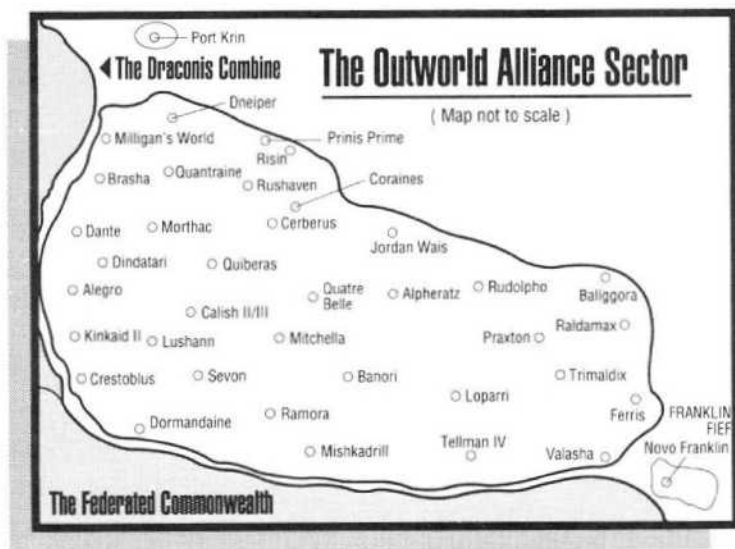 Port Krin
The Draconis Combine
The Outworld Alliance Sector
( Map not to scale )
Dneiper
Milligan's World
Prinis Prime
Risin
Brasha
Quantraine
Rushaven
Coraines
Dante
Morthac
Cerberus
Jordan Wais
Dindatari
Quiberas
Alegro
Quatre
Belle
Alpheratz
Rudolpho
Baliggora
Calish II/III
Raldamax
Kinkaid II
Lushann
Mitchella
Praxton
Crestoblus
Sevon
Banori
Trimaldix
Loparri
Ferris
FRANKLIN
FIEF
Dormandaine
Ramora
Novo Franklin
Mishkadrill
Tellman IV
Valasha
The Federated Commonwealth